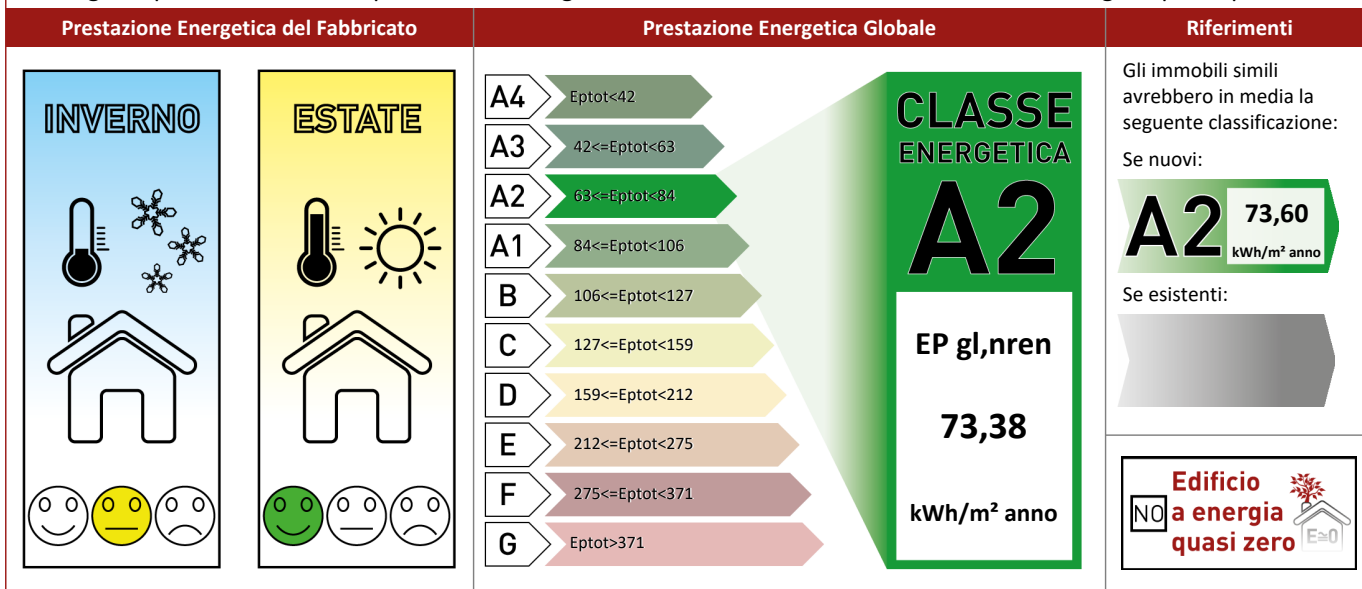 Prestazione Energetica del Fabbricato
Prestazione Energetica Globale
Riferimenti
INVERNO
ESTATE
A4 Eptot<42
A3 42<=Eptot<63
A2 63<=Eptot<84
A1 84<=Eptot<106
B 106<=Eptot<127
C 127<=Eptot<159
D 159<=Eptot<212
E 212<=Eptot<275
F 275<=Eptot<371
G Eptot>371
CLASSE
ENERGETICA
A2
EP gl,nren
73,38
kWh/m² anno
Gli immobili simili
avrebbero in media la
seguente classificazione:
Se nuovi:
A2 73,60
kWh/m² anno
Se esistenti:
Edificio
NO a energia
quasi zero
E≅0